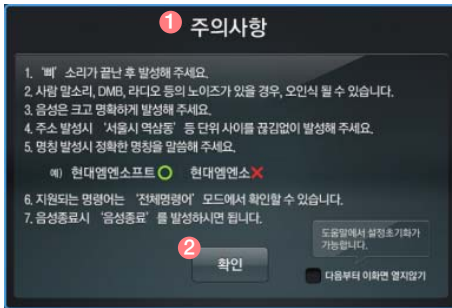 1 주의사항
1. '삐' 소리가 끝난 후 발성해 주세요.
2. 사람 말소리, DMB, 라디오 등의 노이즈가 있을 경우, 오인식 될 수 있습니다.
3. 음성은 크고 명확하게 발성해 주세요.
4. 주소 발성시 '서울시 역삼동' 등 단위 사이를 끊김없이 발성해 주세요.
5. 명칭 발성시 정확한 명칭을 말씀해 주세요.
예) 현대엠엔소프트 현대엠엔소
6. 지원되는 명령어는 '전체명령어' 모드에서 확인할 수 있습니다.
7. 음성종료시 '음성종료' 를 발성하시면 됩니다.
도움말에서 설정초기화가
가능합니다.
2
확인
다음부터 이화면 열지않기